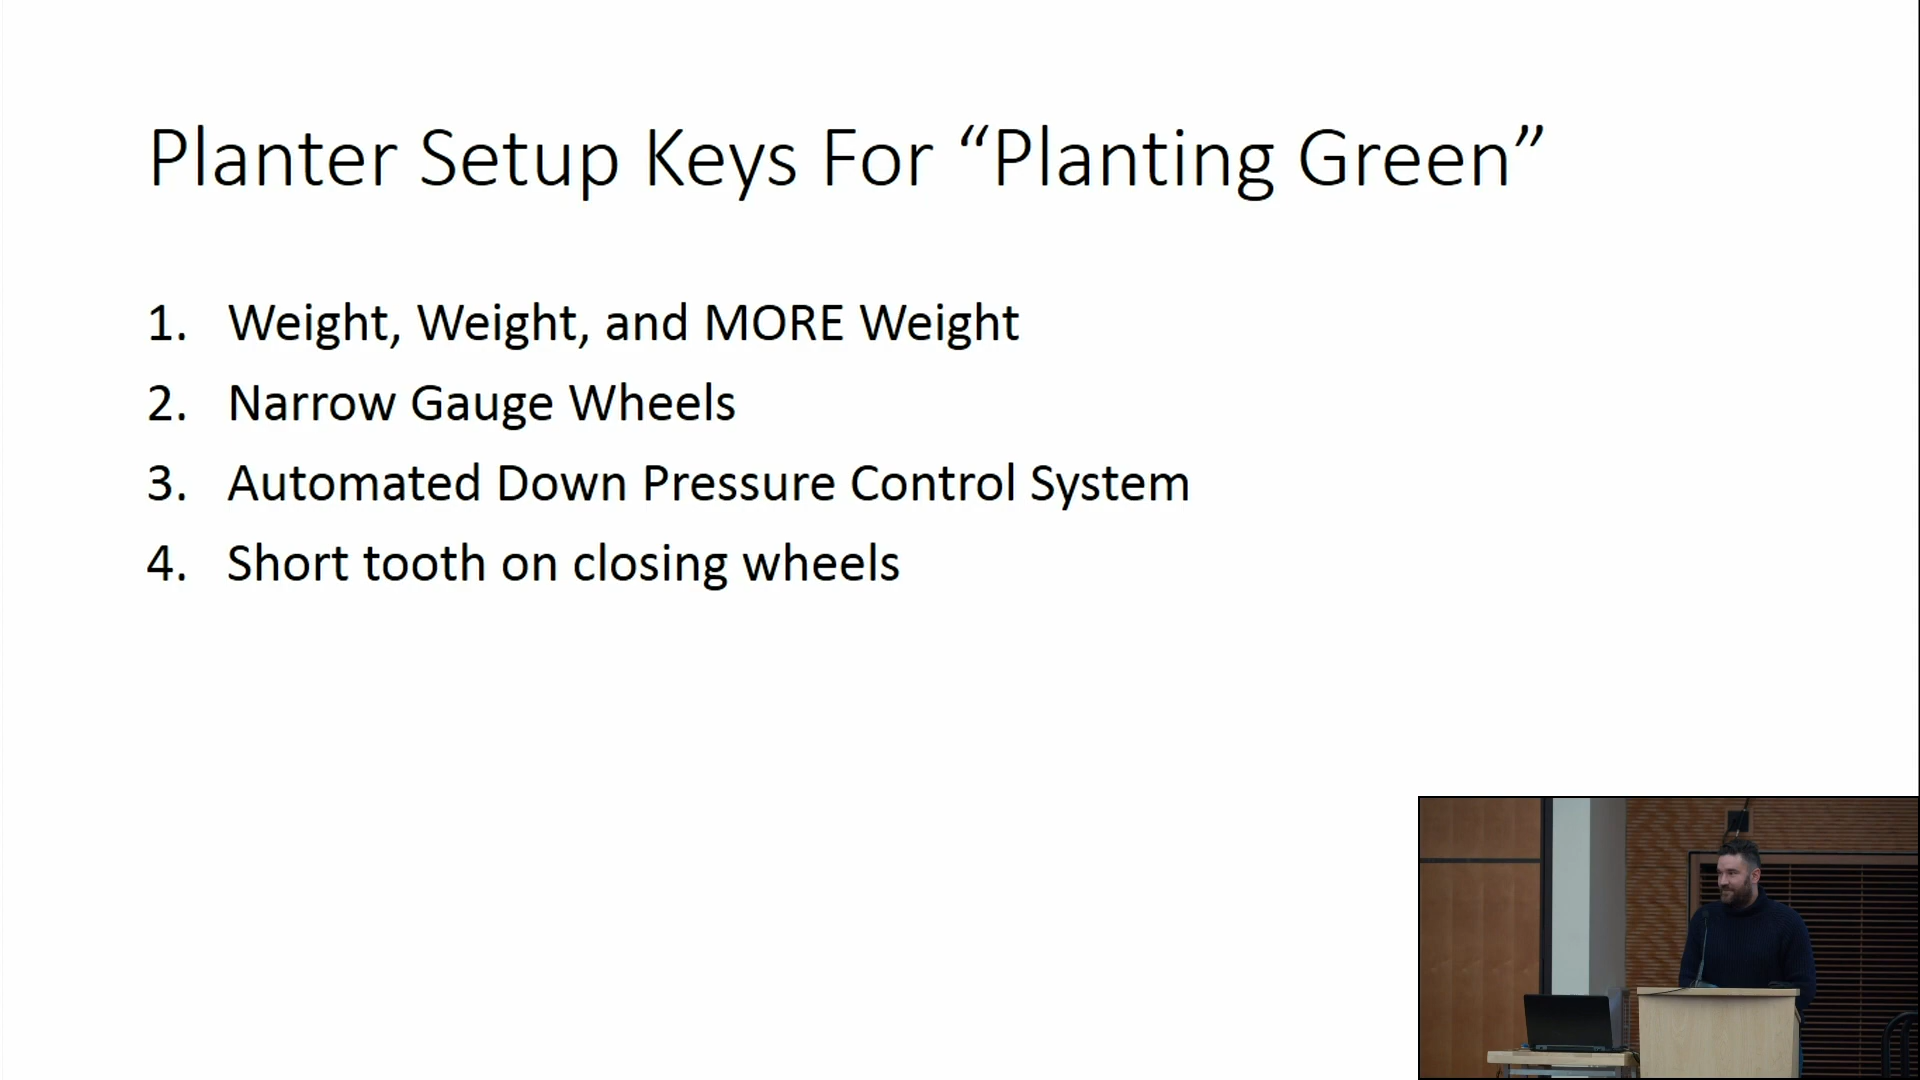 Planter Setup Keys For “Planting Green”
1. Weight, Weight, and MORE Weight
2. Narrow Gauge Wheels
3. Automated Down Pressure Control System
4. Short tooth on closing wheels